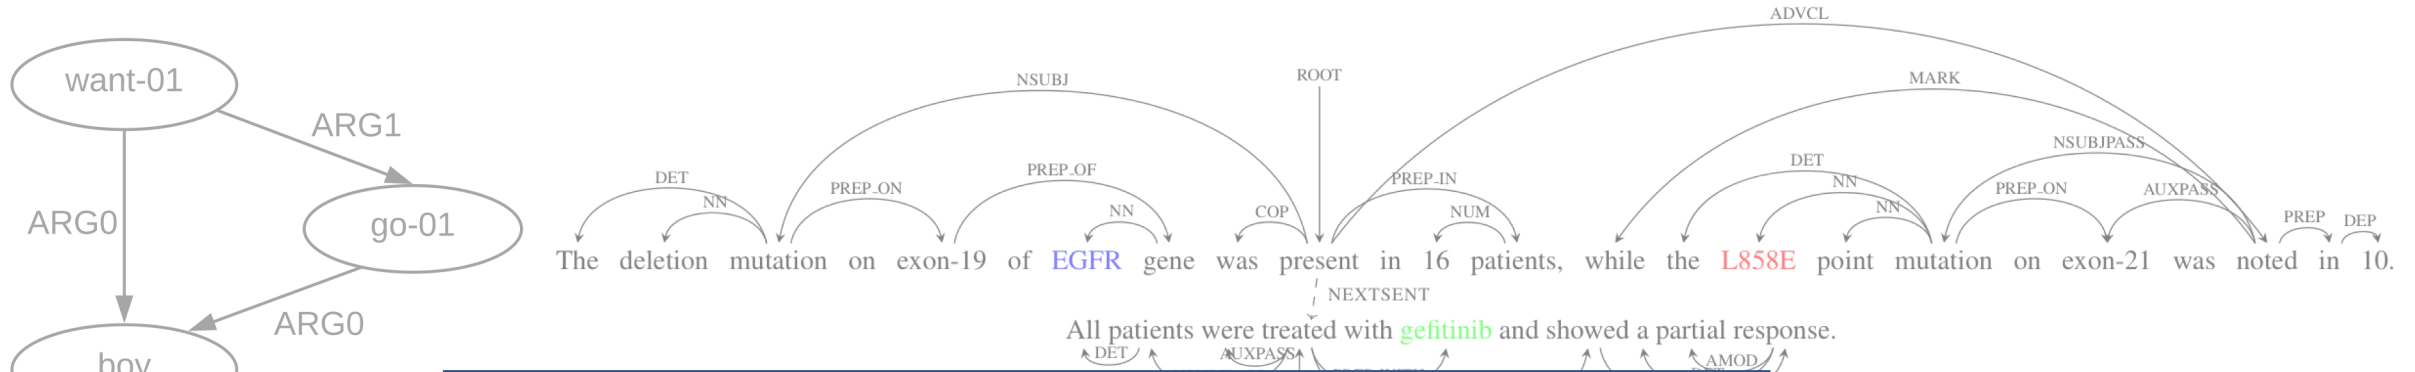 want-01
ARG1
ARG0
go-01
ARG0
boy
ADVCL
ROOT
NSUBJ
MARK
NSUBJPASS
DET
PREP_OF
DET
NN
PREP_ON
NN
COP
PREP_IN
NUM
NN
NN
PREP_ON
AUXPASS
PREP
DEP
The deletion mutation on exon-19 of EGFR gene was present in 16 patients, while the L858E point mutation on exon-21 was noted in 10.
NEXTSENT
All patients were treated with gefitinib and showed a partial response.
DET
AUXPASS
AMOD